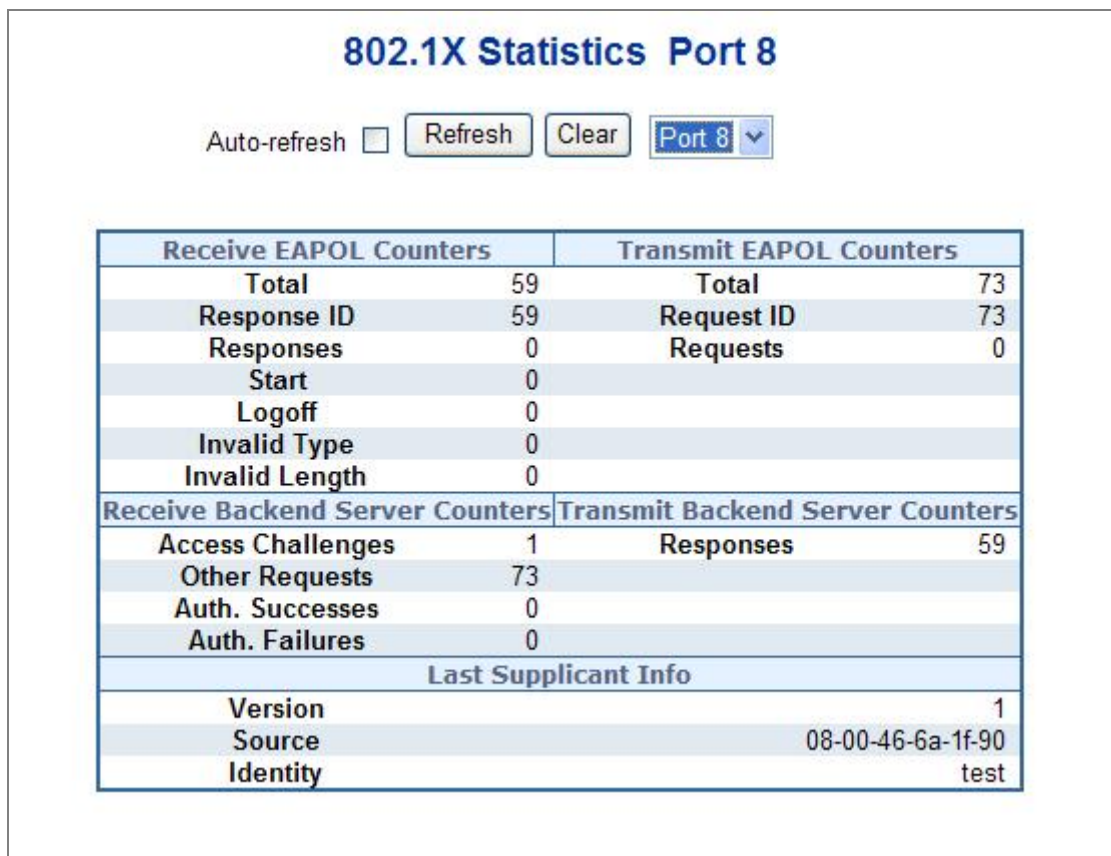 802.1X Statistics Port 8
Auto-refresh Refresh Clear Port 8
Receive EAPOL Counters Transmit EAPOL Counters
Total 59 Total 73
Response ID 59 Request ID 73
Responses 0 Requests 0
Start 0
Logoff 0
Invalid Type 0
Invalid Length 0
Receive Backend Server Counters Transmit Backend Server Counters
Access Challenges 1 Responses 59
Other Requests 73
Auth. Successes 0
Auth. Failures 0
Last Supplicant Info
Version 1
Source 08-00-46-6a-1f-90
Identity test